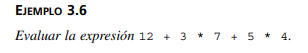 EJEMPLO 3.6
Evaluar la expresión 12 + 3 * 7 + 5 * 4.